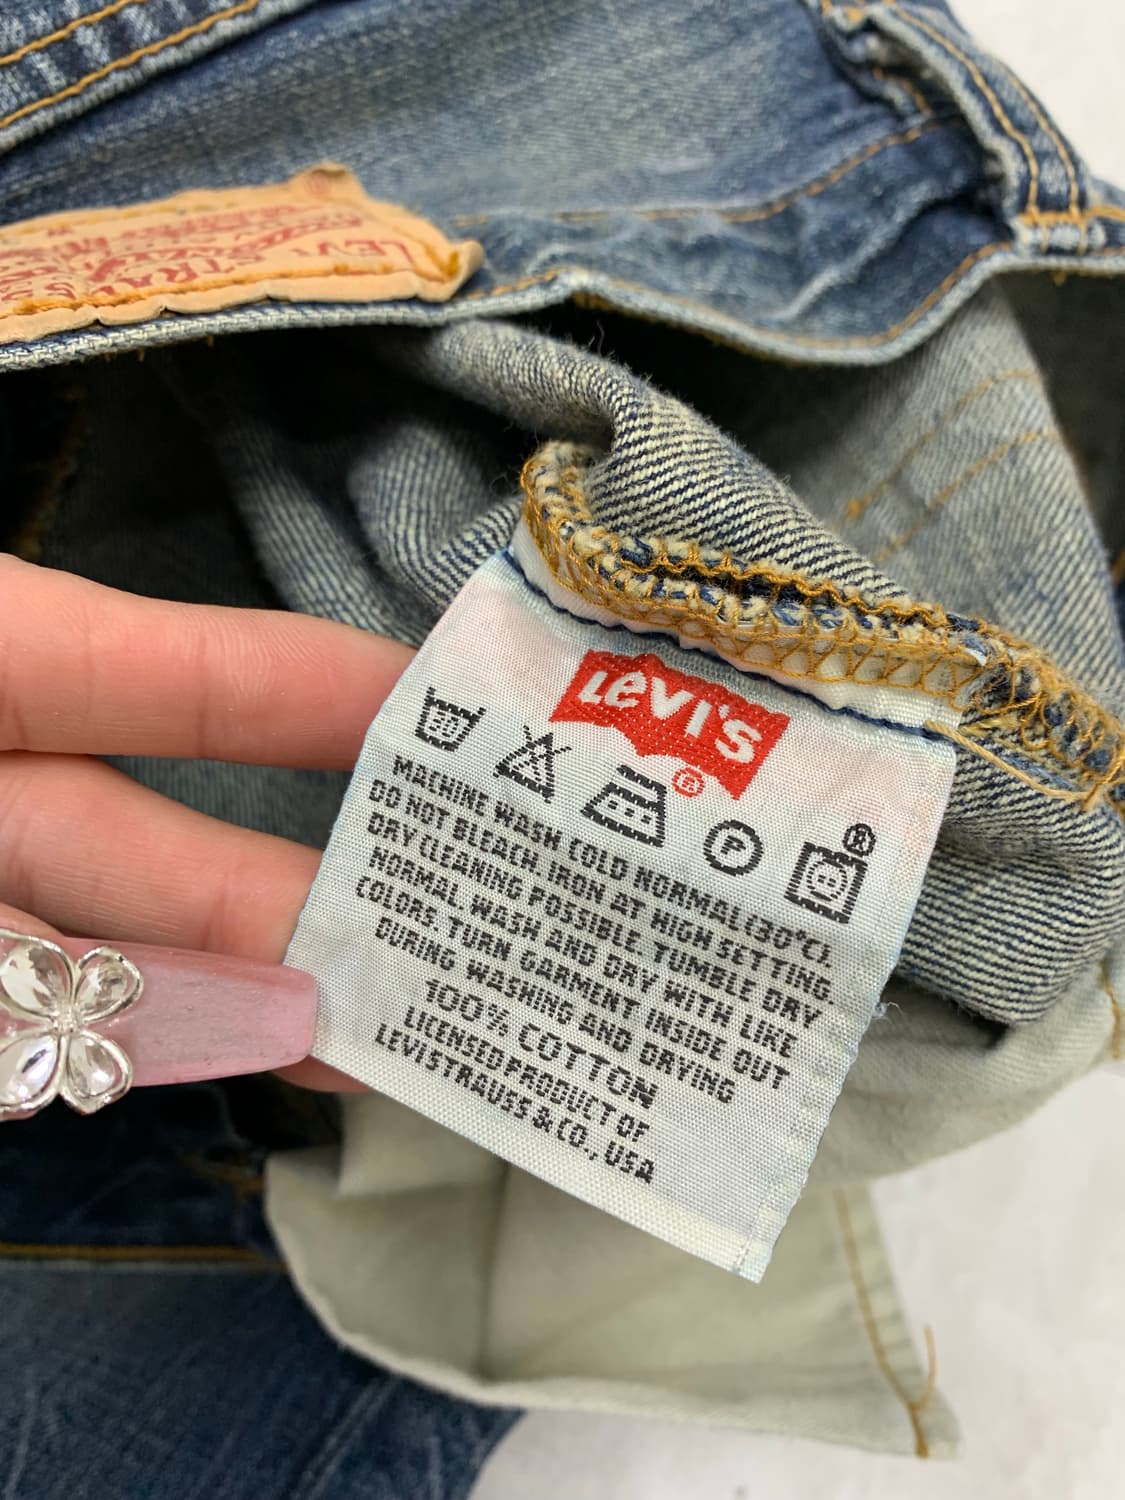 LEVI STRA
Levi's
®
P
®
MACHINE WASH COLD NORMAL (30°C).
DO NOT BLEACH. IRON AT HIGH SETTING.
DRY CLEANING POSSIBLE. TUMBLE DRY
NORMAL. WASH AND DRY WITH LIKE
COLORS. TURN GARMENT INSIDE OUT
DURING WASHING AND DRYING
100% COTTON
LICENSED PRODUCT OF
LEVI STRAUSS & CO., USA